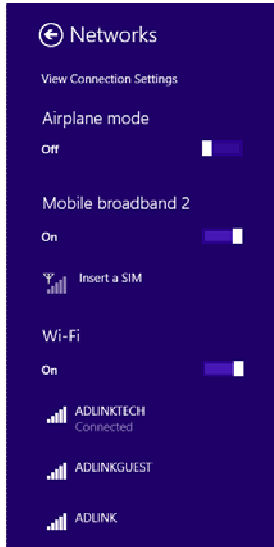 Networks
View Connection Settings
Airplane mode
Off
Mobile broadband 2
On
Insert a SIM
Wi-Fi
On
ADLINKTECH
Connected
ADLINKGUEST
ADLINK